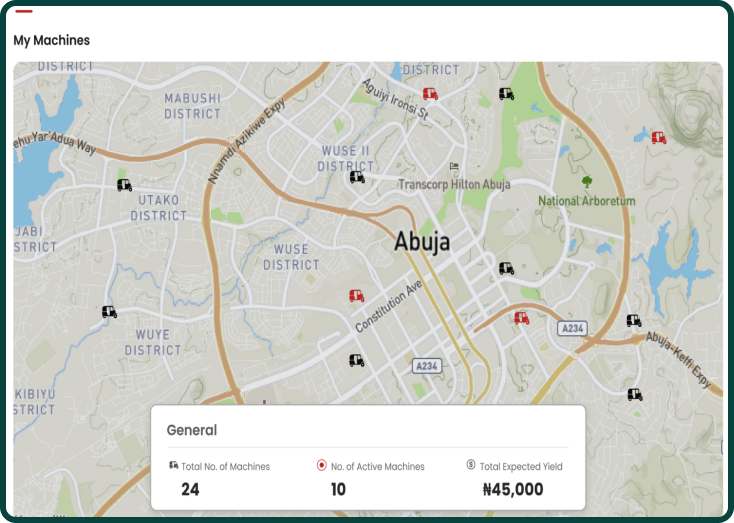 My Machines
DISTRICT
DISTRICT
Aguiyi Ironsi St
MABUSHI
DISTRICT
ehu Yar'Adua Way
Nnamdi Azikiwe Expy
WUSE II
DISTRICT
Transcorp Hilton Abuja
National Arboretum
UTAKO
DISTRICT
JABI
STRICT
Abuja
WUSE
DISTRICT
Constitution Ave
A234
WUYE
DISTRICT
Abuja-Keffi Expy
A234
KIBIYU
STRICT
General
Total No. of Machines
24
No. of Active Machines
10
Total Expected Yield
₦45,000